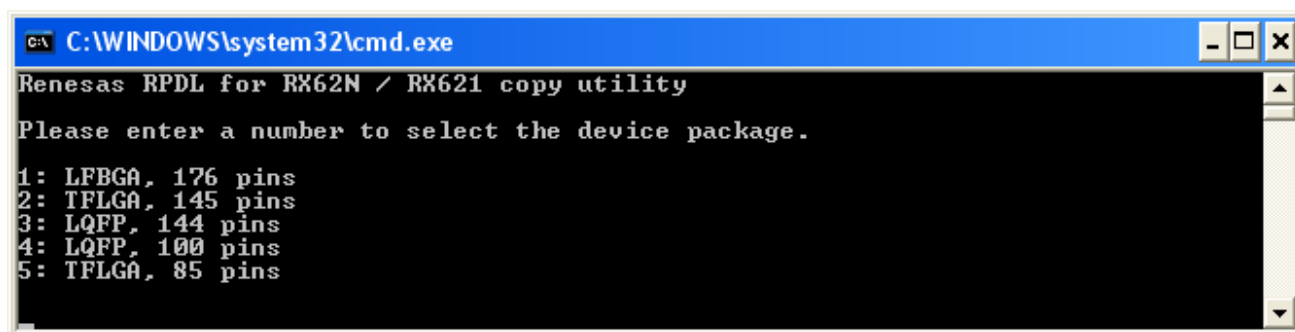 C:\WINDOWS\system32\cmd.exe
Renesas RPDL for RX62N / RX621 copy utility
Please enter a number to select the device package.
1: LFBGA, 176 pins
2: TFLGA, 145 pins
3: LQFP, 144 pins
4: LQFP, 100 pins
5: TFLGA, 85 pins